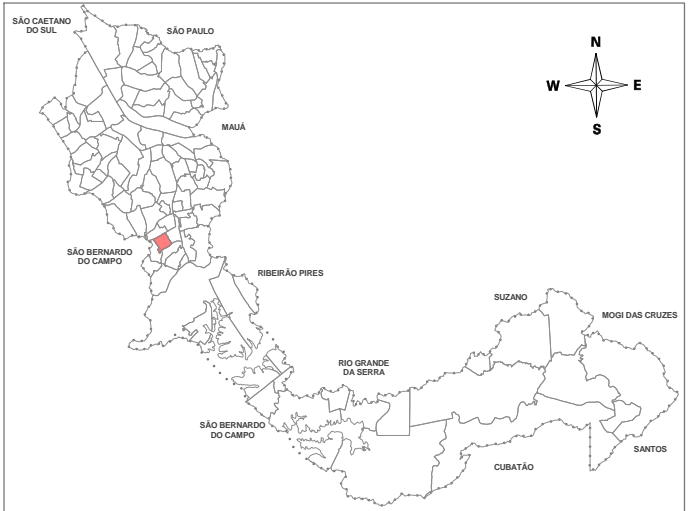 SÃO CAETANO
DO SUL
SÃO PAULO
N
W E
S
MAUÁ
SÃO BERNARDO
DO CAMPO
RIBEIRÃO PIRES
SUZANO
MOGI DAS CRUZES
RIO GRANDE
DA SERRA
SÃO BERNARDO
DO CAMPO
SANTOS
CUBATÃO